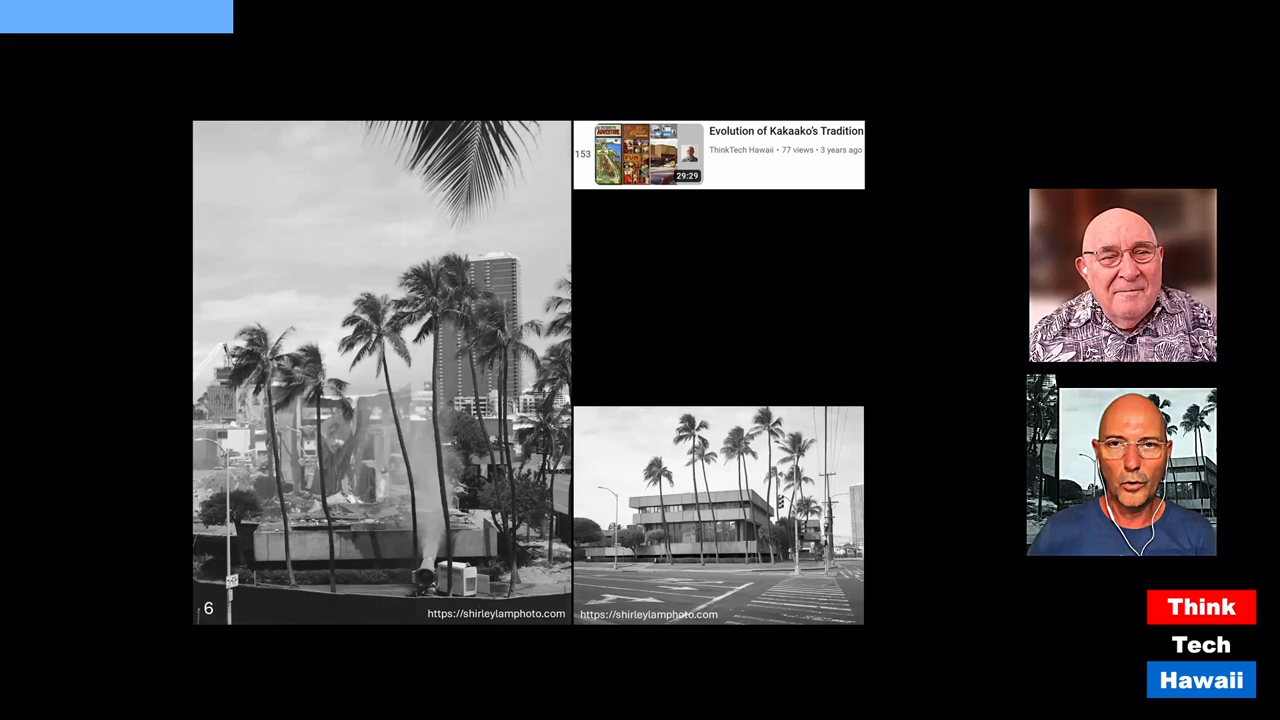 153
Evolution of Kakaako's Tradition
ThinkTech Hawaii • 77 views • 3 years ago
29:29
6
https://shirleylamphoto.com
https://shirleylamphoto.com
Think
Tech
Hawaii